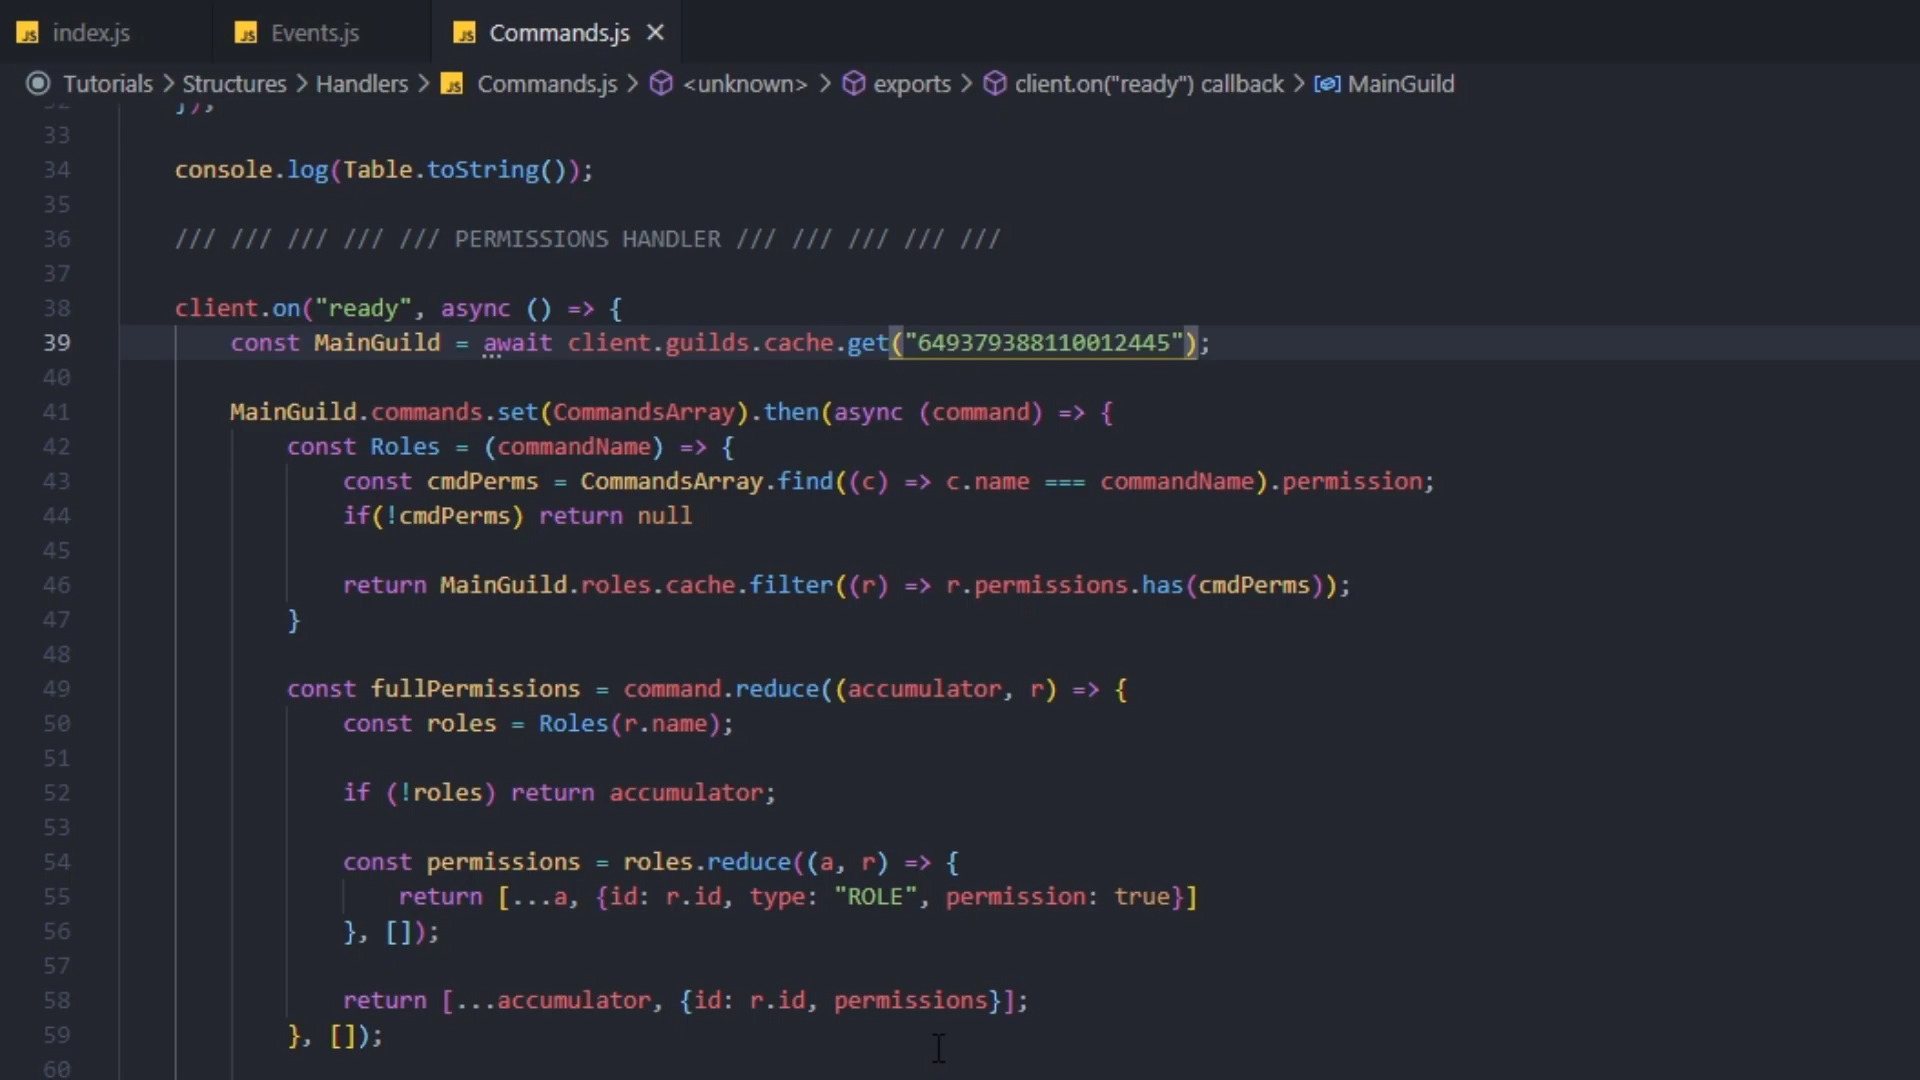 JS index.js JS Events.js JS Commands.js ×
Tutorials > Structures > Handlers > JS Commands.js > <unknown> > exports > client.on("ready") callback > MainGuild
32 });
33
34 console.log(Table.toString());
35
36 /// /// /// /// /// PERMISSIONS HANDLER /// /// /// /// ///
37
38 client.on("ready", async () => {
39 const MainGuild = await client.guilds.cache.get("649379388110012445");
40
41 MainGuild.commands.set(CommandsArray).then(async (command) => {
42 const Roles = (commandName) => {
43 const cmdPerms = CommandsArray.find((c) => c.name === commandName).permission;
44 if(!cmdPerms) return null
45
46 return MainGuild.roles.cache.filter((r) => r.permissions.has(cmdPerms));
47 }
48
49 const fullPermissions = command.reduce((accumulator, r) => {
50 const roles = Roles(r.name);
51
52 if (!roles) return accumulator;
53
54 const permissions = roles.reduce((a, r) => {
55 return [...a, {id: r.id, type: "ROLE", permission: true}]
56 }, []);
57
58 return [...accumulator, {id: r.id, permissions}];
59 }, []);
60